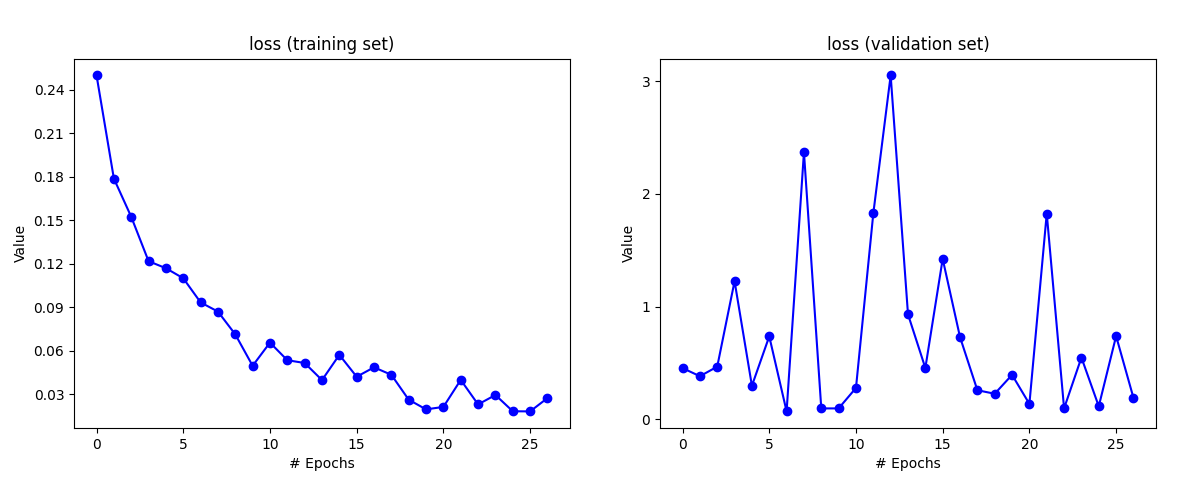 loss (training set)
Value
0.24
0.21
0.18
0.15
0.12
0.09
0.06
0.03
0 5 10 15 20 25
# Epochs
loss (validation set)
Value
3
2
1
0
0 5 10 15 20 25
# Epochs